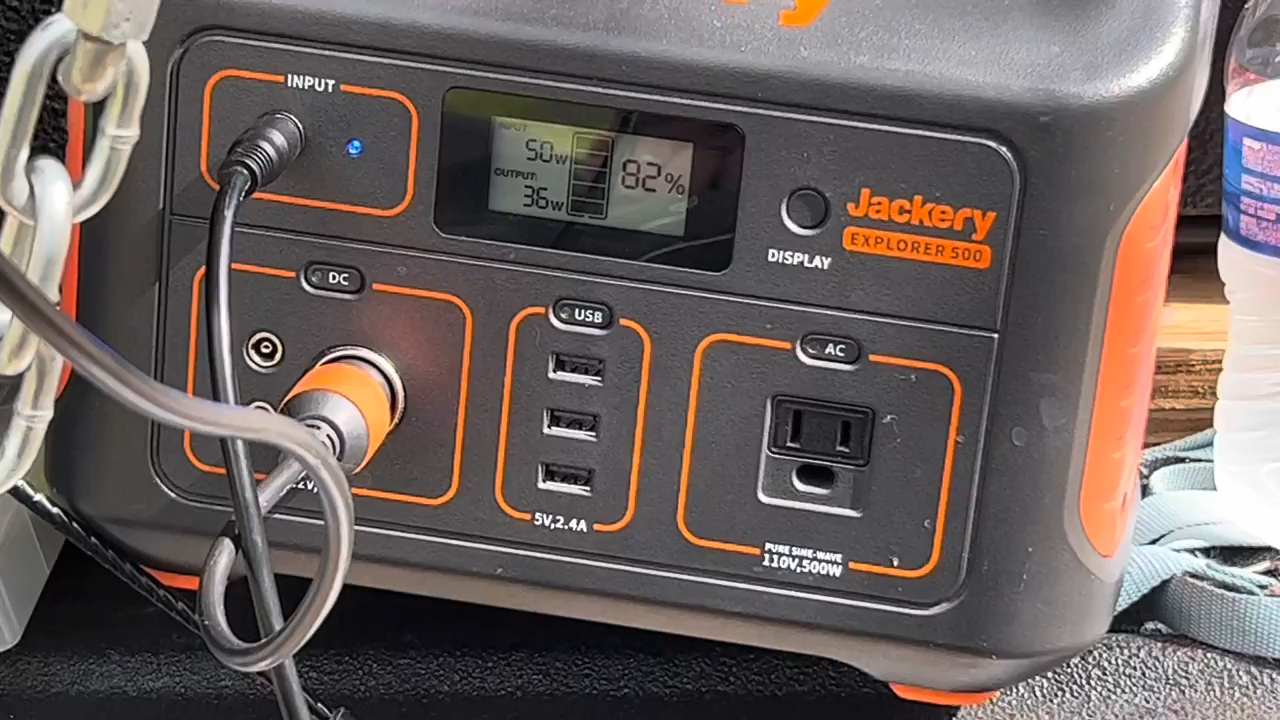 INPUT
INPUT
50w
OUTPUT
36w
82%
DISPLAY
Jackery
EXPLORER 500
DC
USB
AC
5V,2.4A
PURE SINE-WAVE
110V,500W